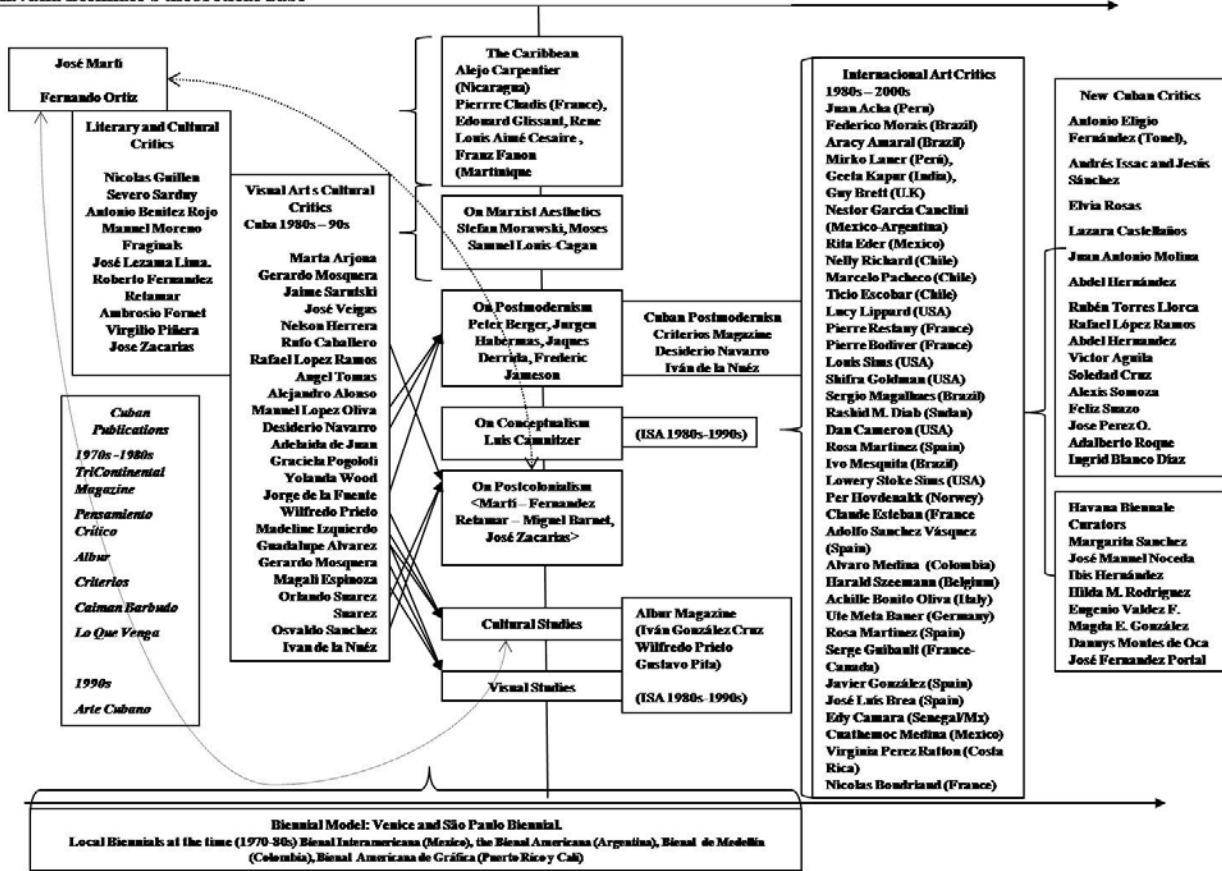 José Martí
Fernando Ortiz
Literary and Cultural
Critics
Nicolas Guillen
Severo Sarduy
Antonio Benitez Rojo
Manuel Moreno
Fraginals
José Lezama Lima.
Roberto Fernandez
Retamar
Ambrosio Fornet
Virgilio Piñera
Jose Zacarias
Cuban
Publications
1970s -1980s
TriContinental
Magazine
Pensamiento
Crítico
Albur
Criterios
Caiman Barbudo
Lo Que Venga
1990s
Arte Cubano
Visual Art s Cultural
Critics
Cuba 1980s – 90s
Marta Arjona
Gerardo Mosquera
Jaime Sarutski
José Veigas
Nelson Herrera
Rufo Caballero
Rafael Lopez Ramos
Angel Tomas
Alejandro Alonso
Manuel Lopez Oliva
Desiderio Navarro
Adelaida de Juan
Graciela Pogoloti
Yolanda Wood
Jorge de la Fuente
Wilfredo Prieto
Madeline Izquierdo
Guadalupe Alvarez
Gerardo Mosquera
Magali Espinoza
Orlando Suarez
Suarez
Osvaldo Sanchez
Ivan de la Nuéz
The Caribbean
Alejo Carpentier
(Nicaragua)
Pierrre Chadis (France),
Edouard Glissant, Rene
Louis Aimé Cesaire ,
Franz Fanon
(Martinique
On Marxist Aesthetics
Stefan Morawski, Moses
Samuel Louis-Cagan
On Postmodernism
Peter Berger, Jurgen
Habermas, Jaques
Derrida, Frederic
Jameson
On Conceptualism
Luis Camnitzer
On Postcolonialism
<Martí – Fernandez
Retamar – Miguel Barnet,
José Zacarias>
Cultural Studies
Visual Studies
Cuban Postmodernism
Criterios Magazine
Desiderio Navarro
Iván de la Nuéz
(ISA 1980s-1990s)
Albur Magazine
(Iván González Cruz
Wilfredo Prieto
Gustavo Pita)
(ISA 1980s-1990s)
Internacional Art Critics
1980s – 2000s
Juan Acha (Peru)
Federico Morais (Brazil)
Aracy Amaral (Brazil)
Mirko Lauer (Perú),
Geeta Kapur (India),
Guy Brett (U.K)
Nestor García Canclini
(Mexico-Argentina)
Rita Eder (Mexico)
Nelly Richard (Chile)
Marcelo Pacheco (Chile)
Ticio Escobar (Chile)
Lucy Lippard (USA)
Pierre Restany (France)
Pierre Bodiver (France)
Louis Sims (USA)
Shifra Goldman (USA)
Sergio Magalhaes (Brazil)
Rashid M. Diab (Sudan)
Dan Cameron (USA)
Rosa Martínez (Spain)
Ivo Mesquita (Brazil)
Lowery Stoke Sims (USA)
Per Hovdenakk (Norwey)
Claude Esteban (France
Adolfo Sanchez Vásquez
(Spain)
Alvaro Medina (Colombia)
Harald Szeemann (Belgium)
Achille Bonito Oliva (Italy)
Ute Meta Bauer (Germany)
Rosa Martinez (Spain)
Serge Guibault (France-
Canada)
Javier González (Spain)
José Luís Brea (Spain)
Edy Camara (Senegal/Mx)
Cuathemoc Medina (Mexico)
Virginia Perez Ratton (Costa
Rica)
Nicolas Bondriand (France)
New Cuban Critics
Antonio Eligio
Fernández (Tonel),
Andrés Issac and Jesús
Sánchez
Elvia Rosas
Lazara Castellaños
Juan Antonio Molina
Abdel Hernández
Rubén Torres Llorca
Rafael López Ramos
Abdel Hernandez
Victor Aguila
Soledad Cruz
Alexis Somoza
Feliz Suazo
Jose Perez O.
Adalberto Roque
Ingrid Blanco Díaz
Havana Biennale
Curators
Margarita Sanchez
José Manuel Noceda
Ibis Hernández
Hilda M. Rodriguez
Eugenio Valdez F.
Magda E. González
Dannys Montes de Oca
José Fernandez Portal
Biennial Model: Venice and São Paulo Biennial.
Local Biennials at the time (1970-80s) Bienal Interamericana (Mexico), the Bienal Americana (Argentina), Bienal de Medellín
(Colombia), Bienal Americana de Gráfica (Puerto Rico y Cali)